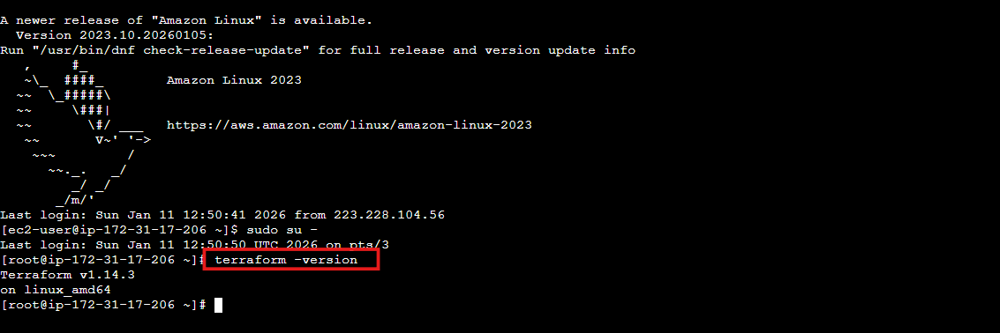 A newer release of "Amazon Linux" is available.
  Version 2023.10.20260105:
Run "/usr/bin/dnf check-release-update" for full release and version update info
   ,     #_
   ~\_  ####_        Amazon Linux 2023
  ~~  \_#####\
  ~~     \###|
  ~~       \#/ ___   https://aws.amazon.com/linux/amazon-linux-2023
   ~~       V~' '->
    ~~~         /
      ~~._.   _/
         _/ _/
       _/m/'
Last login: Sun Jan 11 12:50:41 2026 from 223.228.104.56
[ec2-user@ip-172-31-17-206 ~]$ sudo su -
Last login: Sun Jan 11 12:50:50 UTC 2026 on pts/3
[root@ip-172-31-17-206 ~]# terraform -version
Terraform v1.14.3
on linux_amd64
[root@ip-172-31-17-206 ~]#